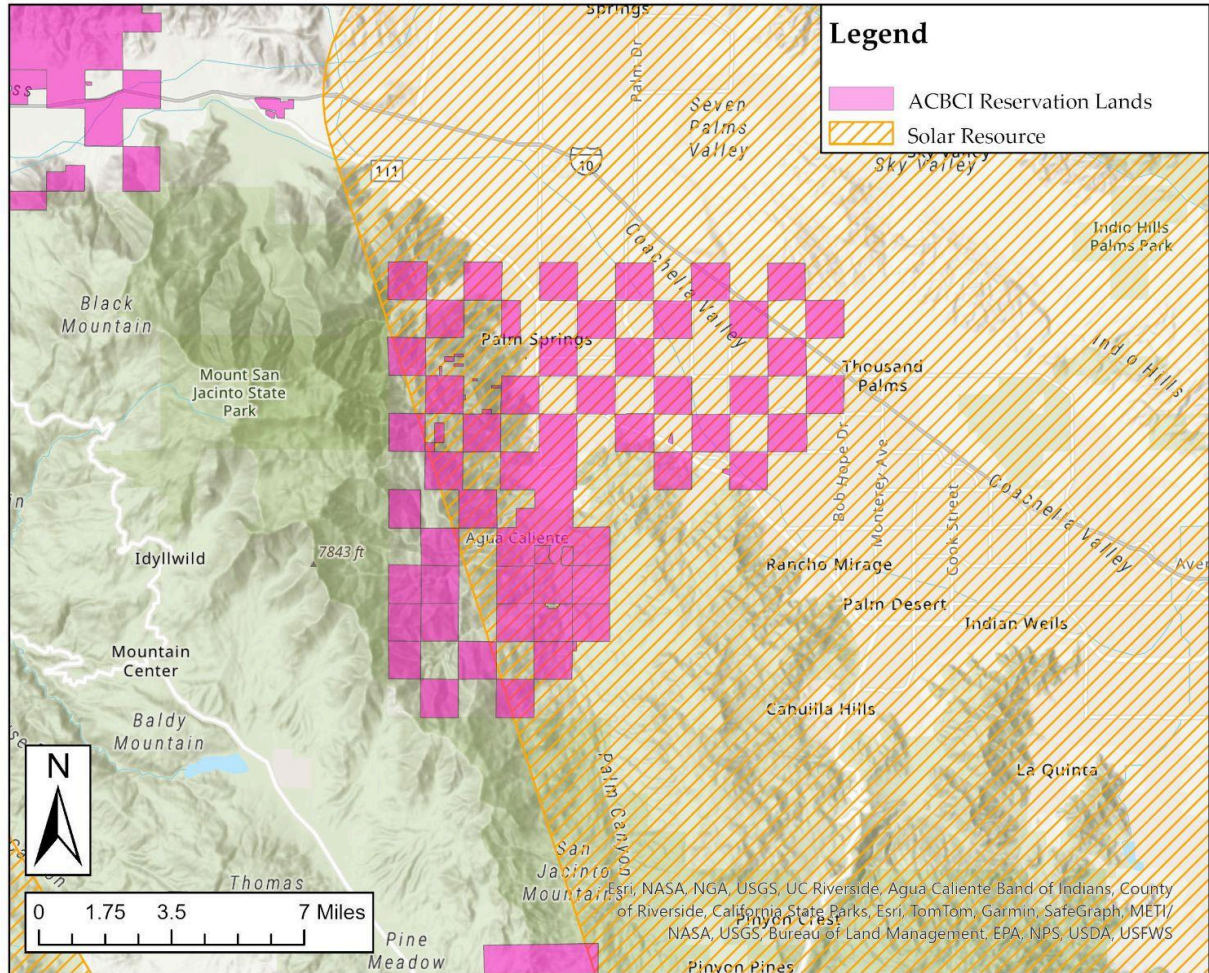 Springs
Legend
ACBCI Reservation Lands
Solar Resource
Sky Valley
Sky Valley
Palm Dr
Seven
Palms
Valley
ss
111
10
Indio Hills
Palms Park
Coachella Valley
Black
Mountain
Palm Springs
Indio Hills
Thousand
Palms
Mount San
Jacinto State
Park
Bob Hope Dr
Monterey Ave
Cook Street
Coachella Valley
in
Agua Caliente
7843 ft
Idyllwild
Rancho Mirage
Aven
Palm Desert
Indian Wells
Mountain
Center
Cahuilla Hills
Baldy
Mountain
N
La Quinta
Palm Canyon
San
Jacinto
Mountains
Thomas
0 1.75 3.5 7 Miles
Pine
Meadow
Esri, NASA, NGA, USGS, UC Riverside, Agua Caliente Band of Indians, County
of Riverside, California State Parks, Esri, TomTom, Garmin, SafeGraph, METI/
NASA, USGS, Bureau of Land Management, EPA, NPS, USDA, USFWS
Pinyon Crest
Pinyon Pines